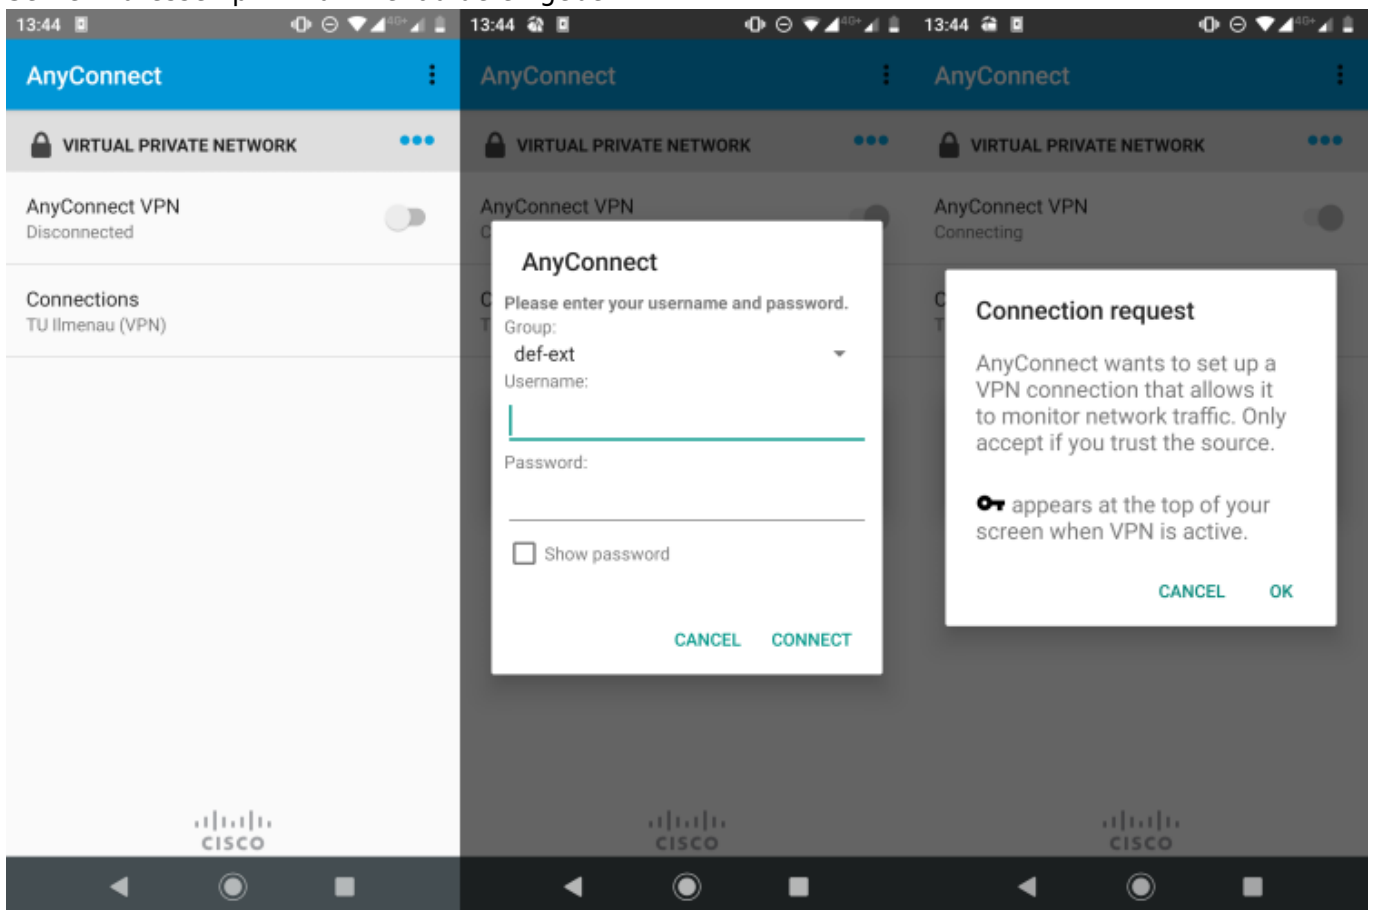 13:44
4G+
AnyConnect
VIRTUAL PRIVATE NETWORK
AnyConnect VPN
Disconnected
Connections
TU Ilmenau (VPN)
CISCO
13:44
4G+
AnyConnect
VIRTUAL PRIVATE NETWORK
AnyConnect VPN
C
AnyConnect
Please enter your username and password.
Group:
def-ext
Username:
Password:
Show password
CANCEL CONNECT
C
T
CISCO
13:44
4G+
AnyConnect
VIRTUAL PRIVATE NETWORK
AnyConnect VPN
Connecting
C
T
Connection request
AnyConnect wants to set up a
VPN connection that allows it
to monitor network traffic. Only
accept if you trust the source.
appears at the top of your
screen when VPN is active.
CANCEL OK
CISCO